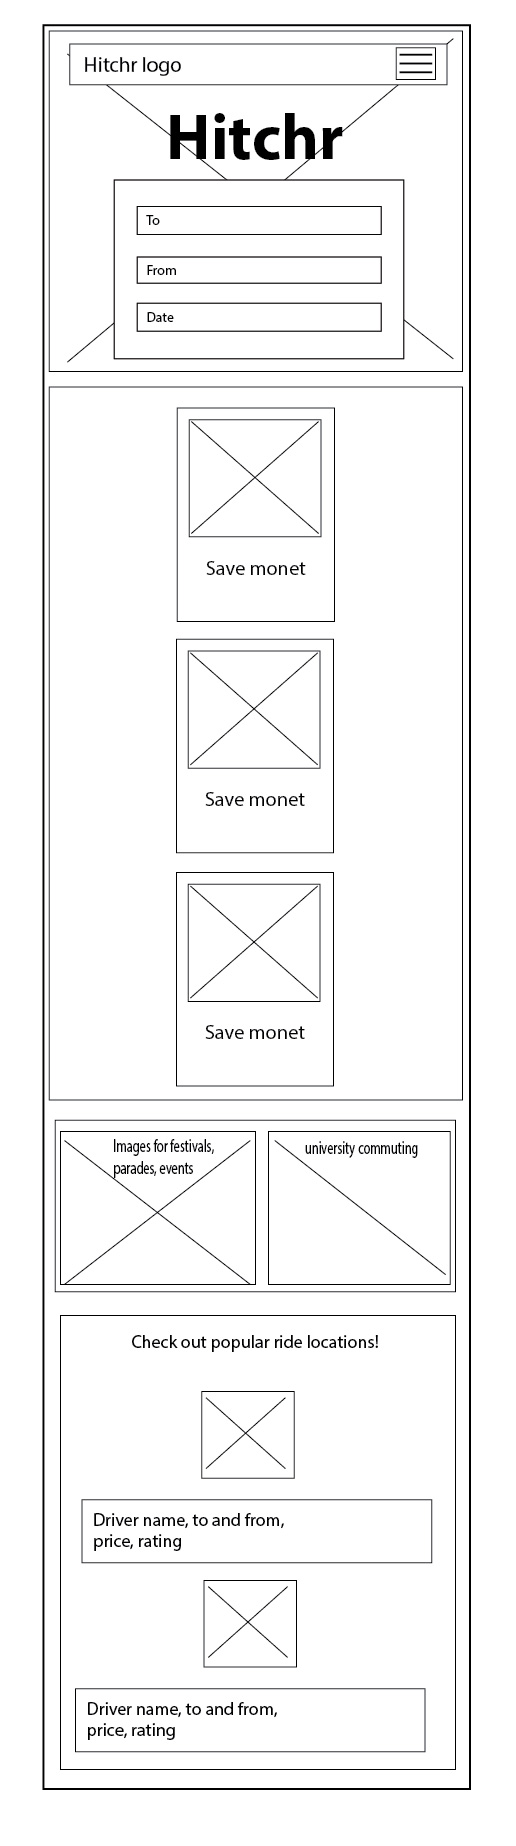 Hitchr logo
Hitchr
To
From
Date
Save monet
Save monet
Save monet
Images for festivals,
parades, events
university commuting
Check out popular ride locations!
Driver name, to and from,
price, rating
Driver name, to and from,
price, rating